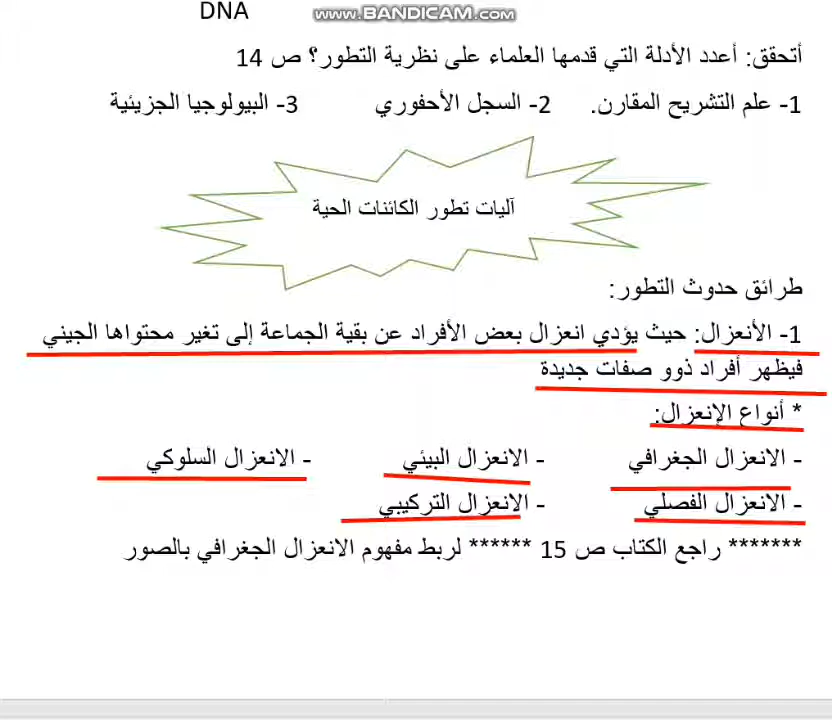 DNA
www.BANDICAM.com
أتحقق: أعدد الأدلة التي قدمها العلماء على نظرية التطور؟ ص 14
1- علم التشريح المقارن. 2- السجل الأحفوري 3- البيولوجيا الجزيئية
آليات تطور الكائنات الحية
طرائق حدوث التطور:
1- الأنعزال: حيث يؤدي انعزال بعض الأفراد عن بقية الجماعة إلى تغير محتواها الجيني
فيظهر أفراد ذوو صفات جديدة
* أنواع الإنعزال:
- الانعزال الجغرافي - الانعزال البيئي - الانعزال السلوكي
- الانعزال الفصلي - الانعزال التركيبي
******* راجع الكتاب ص 15 ****** لربط مفهوم الانعزال الجغرافي بالصور